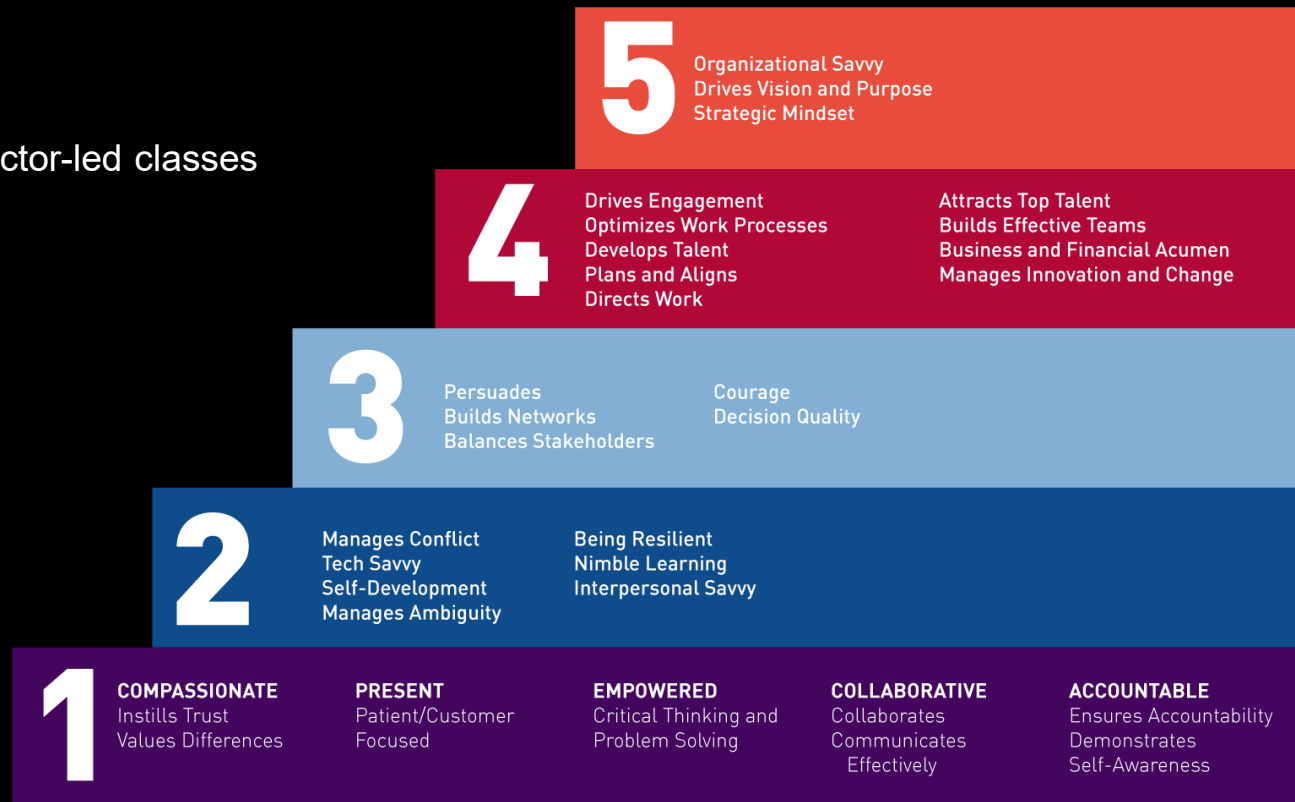 ctor-led classes
5
Organizational Savvy
Drives Vision and Purpose
Strategic Mindset
4
Drives Engagement
Optimizes Work Processes
Develops Talent
Plans and Aligns
Directs Work
Attracts Top Talent
Builds Effective Teams
Business and Financial Acumen
Manages Innovation and Change
3
Persuades
Builds Networks
Balances Stakeholders
Courage
Decision Quality
2
Manages Conflict
Tech Savvy
Self-Development
Manages Ambiguity
Being Resilient
Nimble Learning
Interpersonal Savvy
1
COMPASSIONATE
Instills Trust
Values Differences
PRESENT
Patient/Customer
Focused
EMPOWERED
Critical Thinking and
Problem Solving
COLLABORATIVE
Collaborates
Communicates
Effectively
ACCOUNTABLE
Ensures Accountability
Demonstrates
Self-Awareness